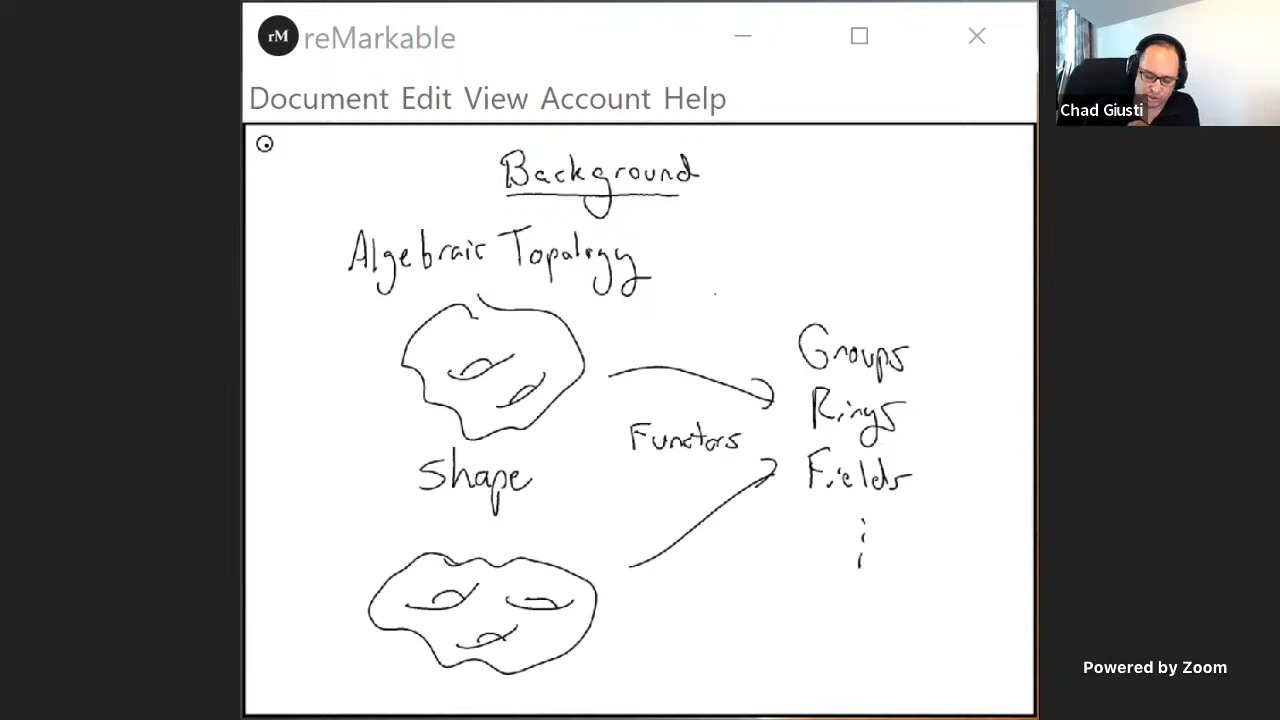 rM reMarkable
Document Edit View Account Help
Chad Giusti
Background
Algebraic Topology
Groups
Rings
Functors
Fields
Shape
Powered by Zoom